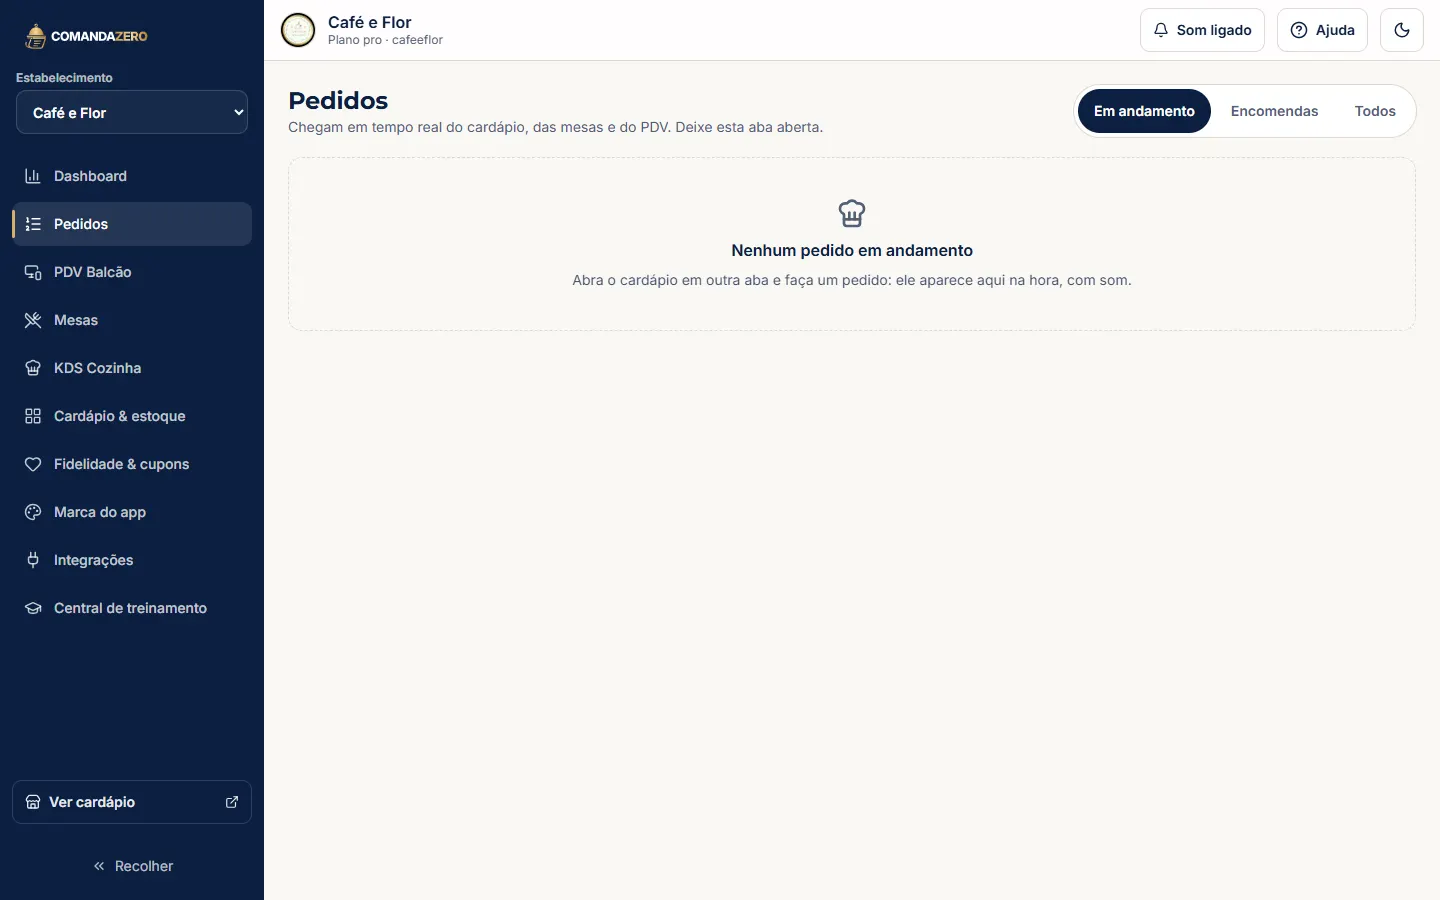 COMANDAZERO
Estabelecimento
Café e Flor
Dashboard
Pedidos
PDV Balcão
Mesas
KDS Cozinha
Cardápio & estoque
Fidelidade & cupons
Marca do app
Integrações
Central de treinamento
Ver cardápio
Recolher
Café e Flor
Plano pro · cafeeflor
Som ligado
Ajuda
Pedidos
Chegam em tempo real do cardápio, das mesas e do PDV. Deixe esta aba aberta.
Em andamento
Encomendas
Todos
Nenhum pedido em andamento
Abra o cardápio em outra aba e faça um pedido: ele aparece aqui na hora, com som.